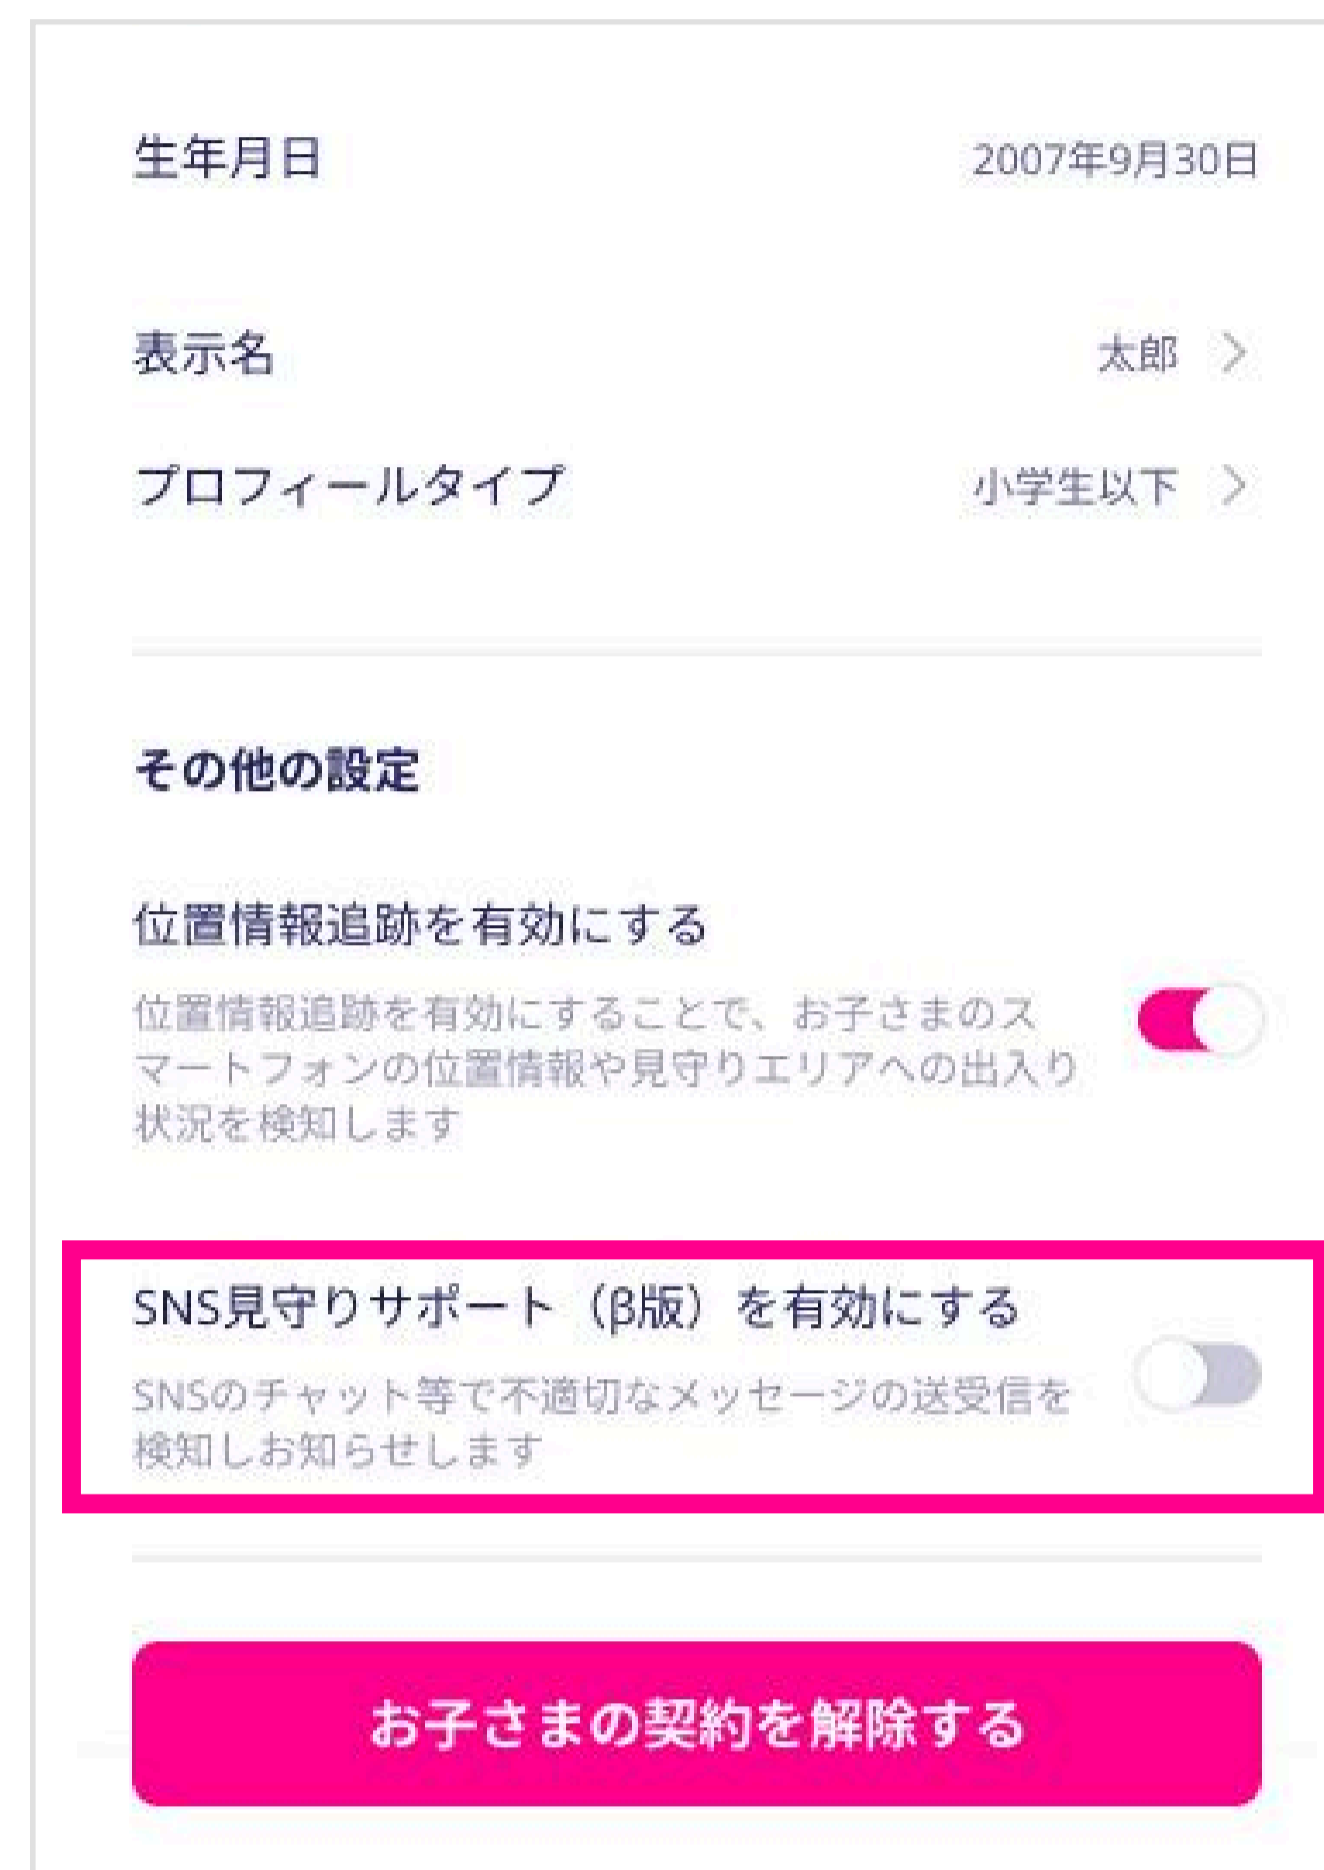 生年月日 2007年9月30日
表示名 太郎
プロフィールタイプ 小学生以下
その他の設定
位置情報追跡を有効にする
位置情報追跡を有効にすることで、お子さまのス
マートフォンの位置情報や見守りエリアへの出入り
状況を検知します
SNS見守りサポート（β版）を有効にする
SNSのチャット等で不適切なメッセージの送受信を
検知しお知らせします
お子さまの契約を解除する